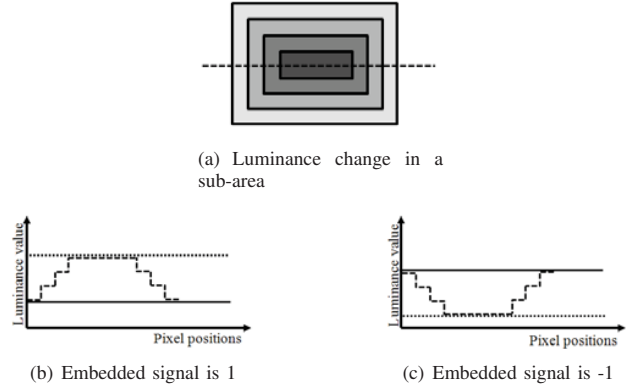 (a) Luminance change in a
sub-area
Luminance value
Pixel positions
(b) Embedded signal is 1
Luminance value
Pixel positions
(c) Embedded signal is -1